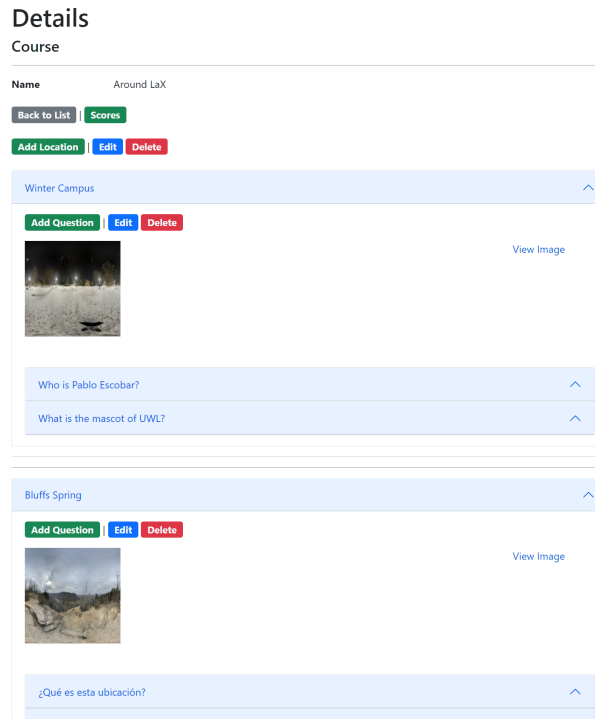 Details
Course
Name Around LaX
Back to List | Scores
Add Location | Edit Delete
Winter Campus
Add Question | Edit Delete
View Image
Who is Pablo Escobar?
What is the mascot of UWL?
Bluffs Spring
Add Question | Edit Delete
View Image
¿Qué es esta ubicación?